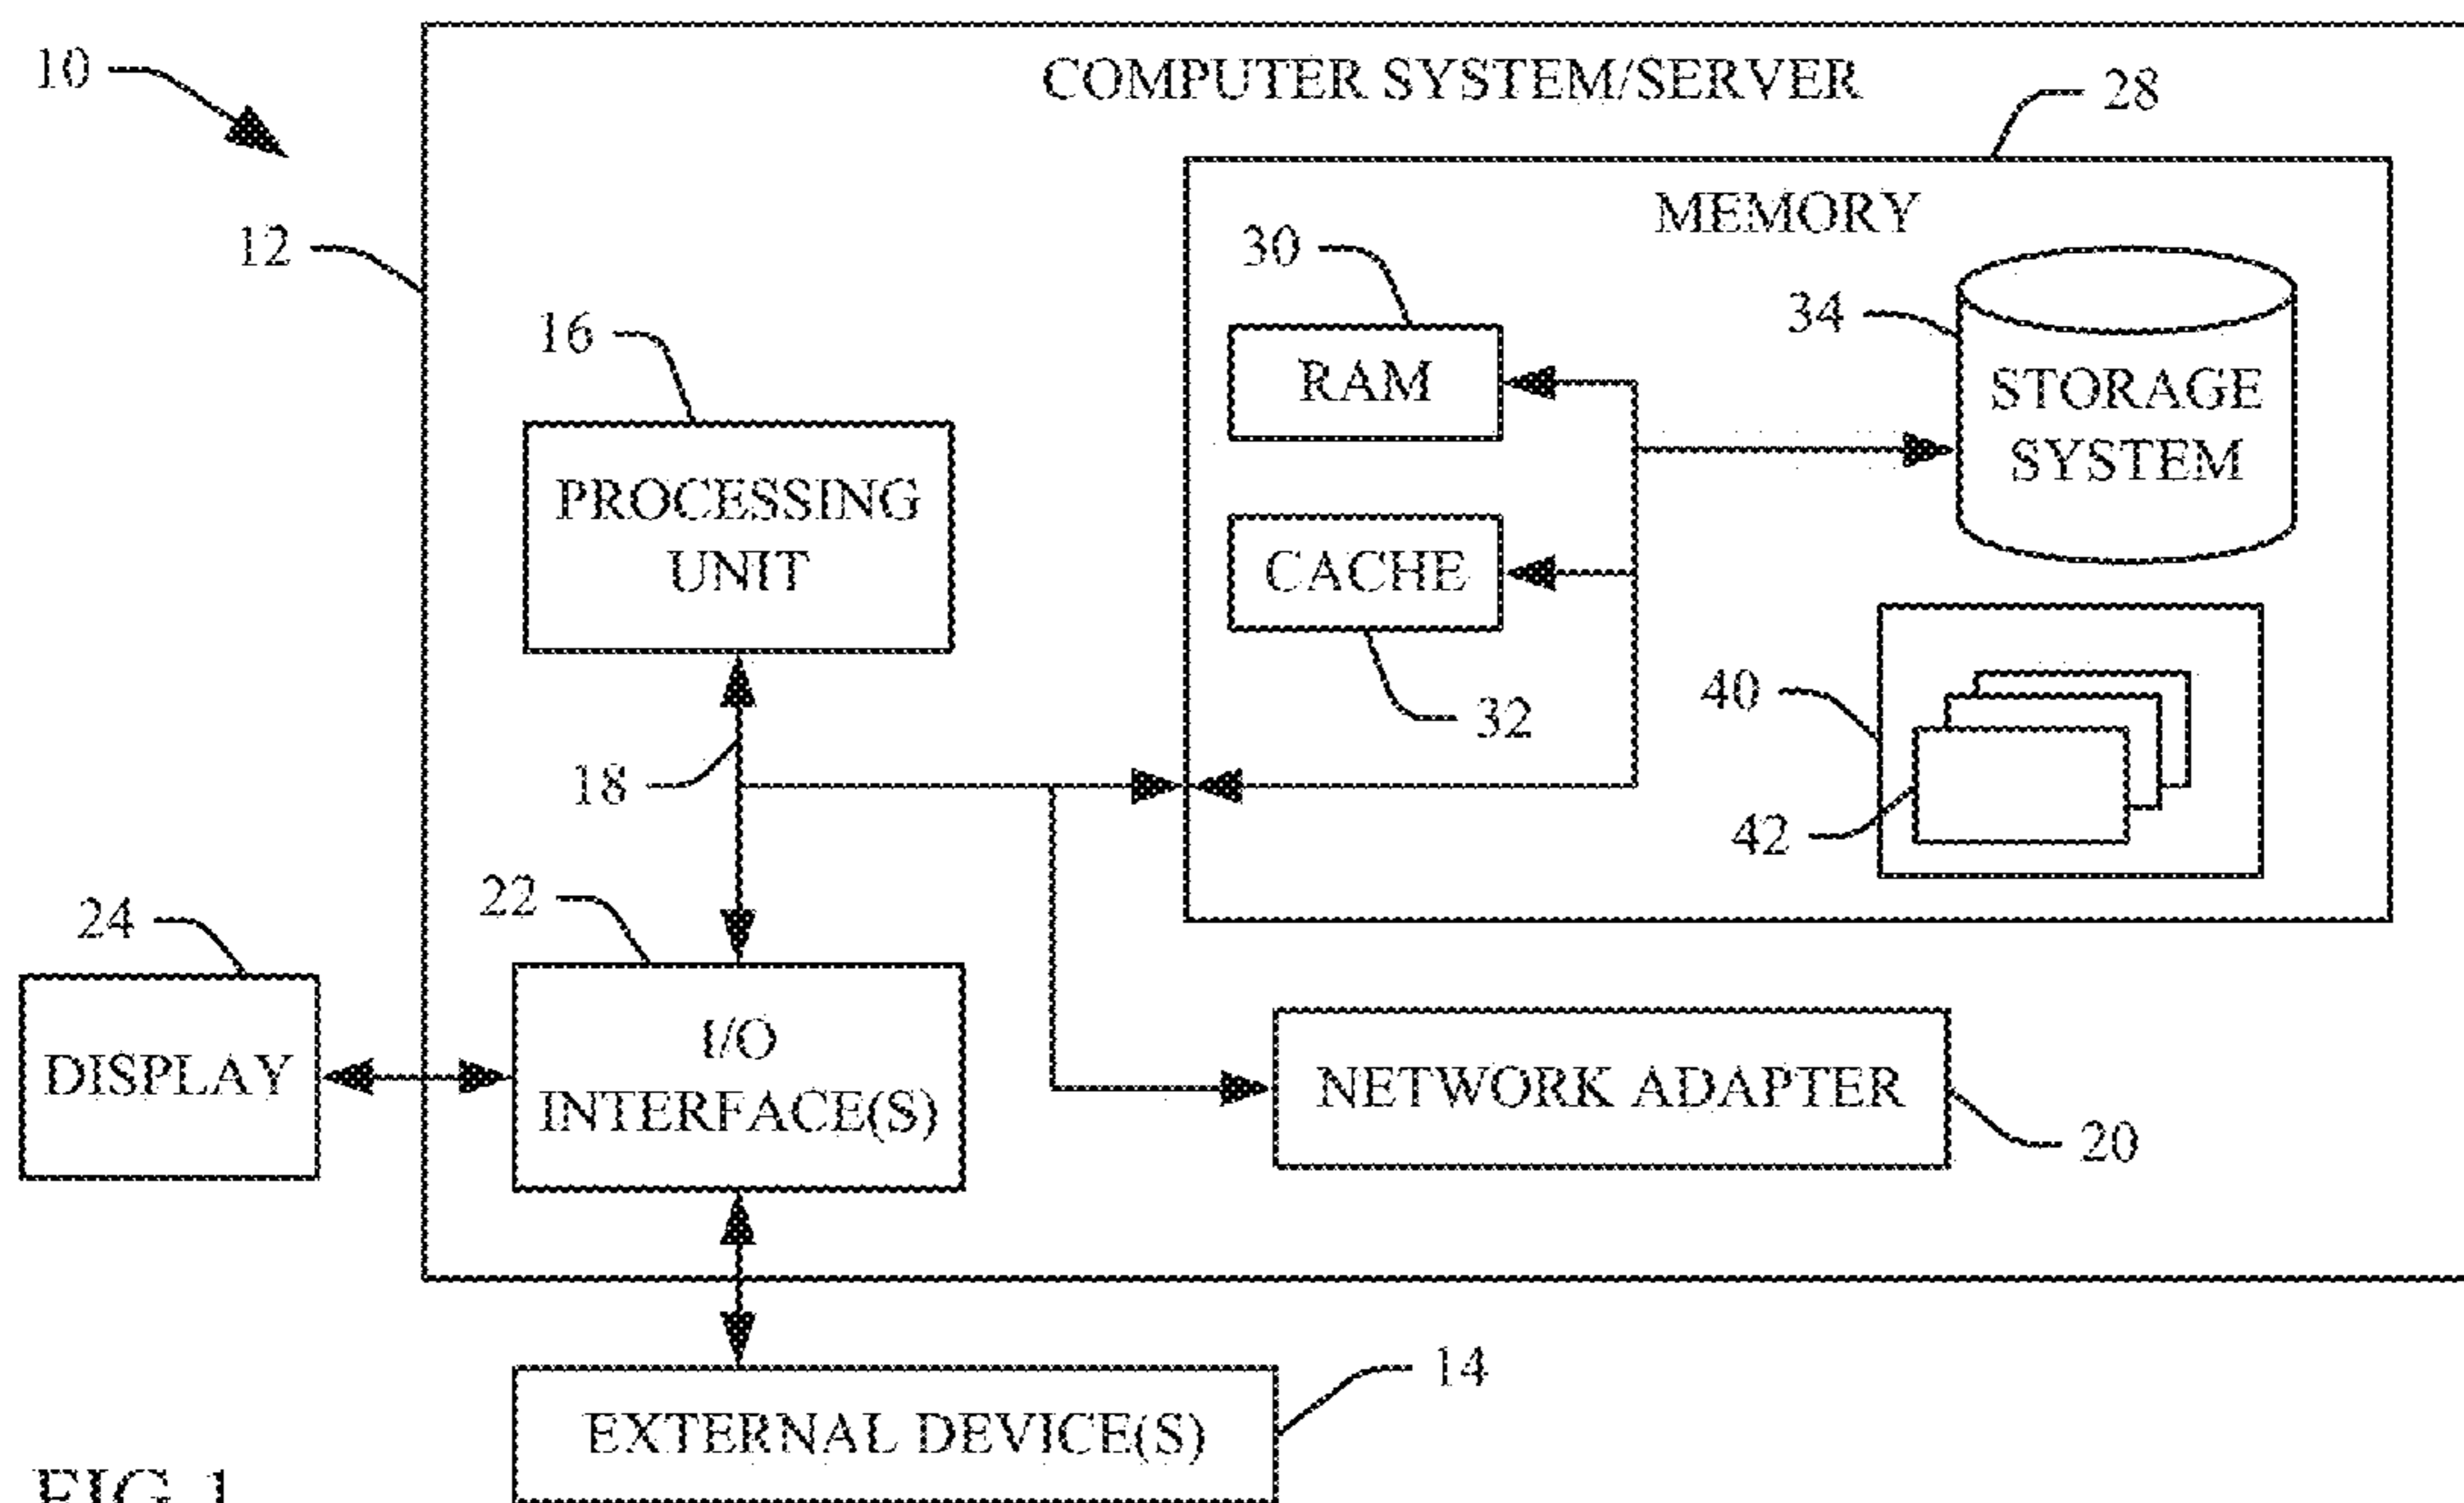 10
COMPUTER SYSTEM/SERVER
28
12
MEMORY
30
34
16
RAM
STORAGE
SYSTEM
PROCESSING
UNIT
CACHE
40
32
18
42
22
24
I/O
INTERFACE(S)
DISPLAY
NETWORK ADAPTER
20
14
EXTERNAL DEVICE(S)
FIG 1